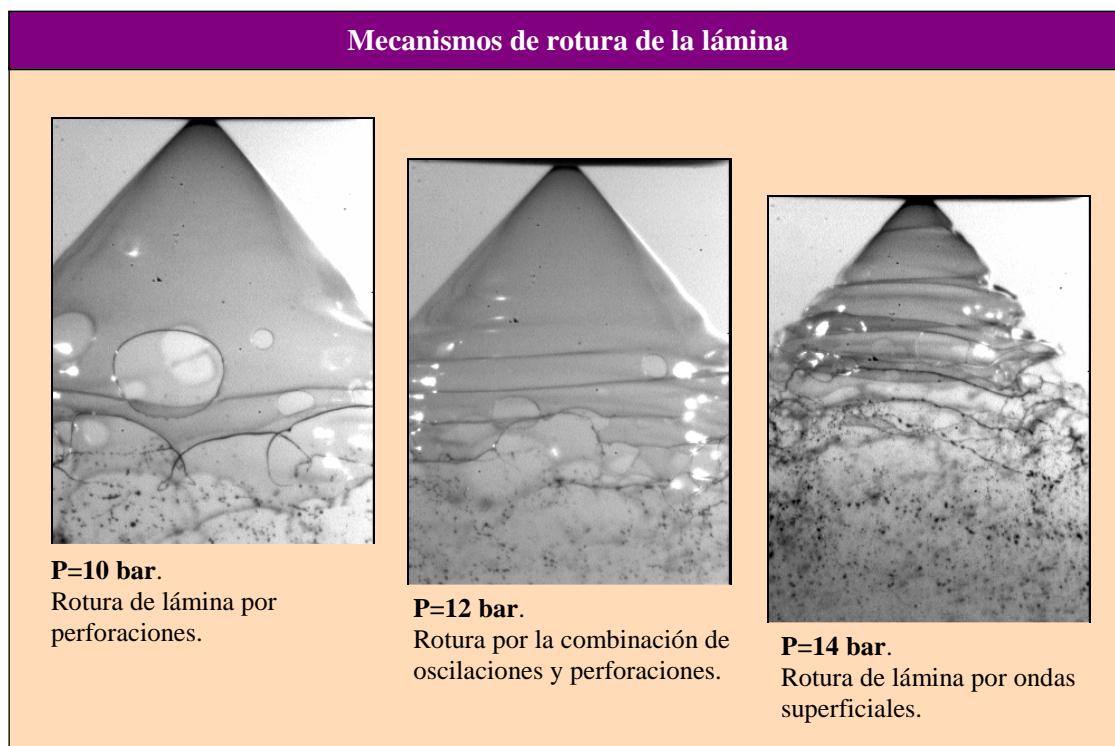 Mecanismos de rotura de la lámina
P=10 bar.
Rotura de lámina por
perforaciones.
P=12 bar.
Rotura por la combinación de
oscilaciones y perforaciones.
P=14 bar.
Rotura de lámina por ondas
superficiales.